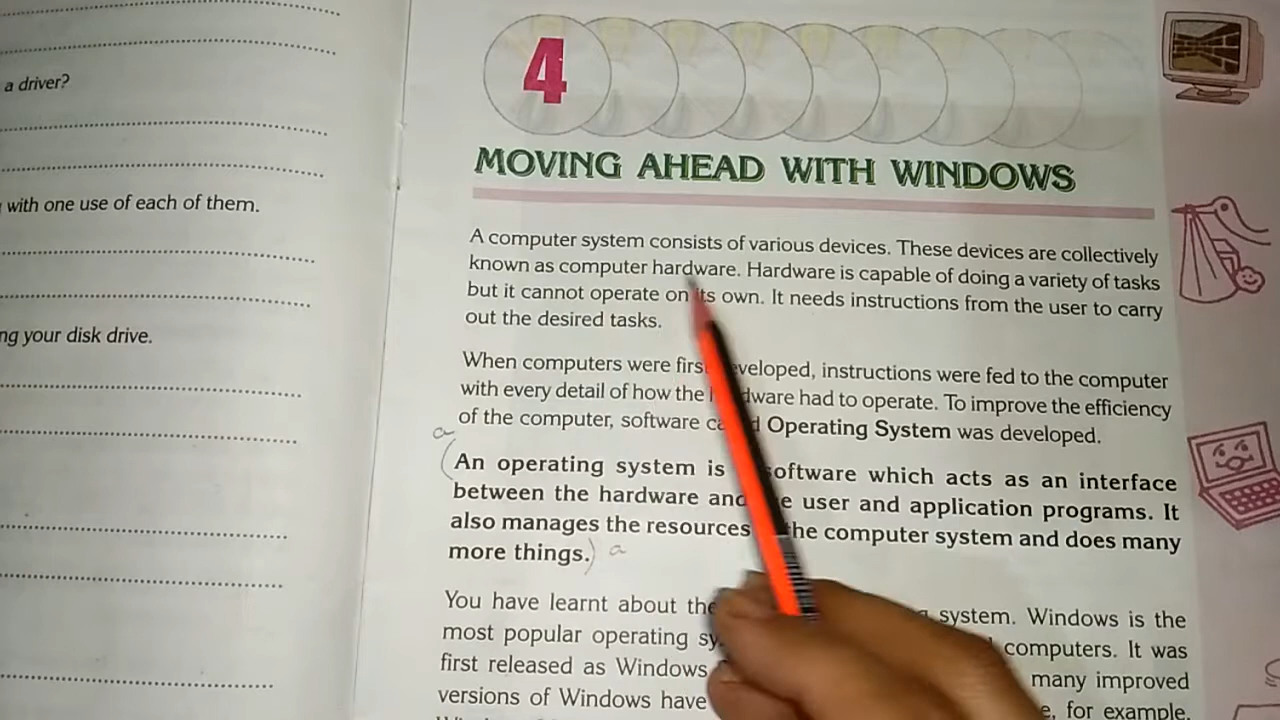 a driver?
with one use of each of them.
ng your disk drive.
4
MOVING AHEAD WITH WINDOWS
A computer system consists of various devices. These devices are collectively
known as computer hardware. Hardware is capable of doing a variety of tasks
but it cannot operate on its own. It needs instructions from the user to carry
out the desired tasks.
When computers were first developed, instructions were fed to the computer
with every detail of how the hardware had to operate. To improve the efficiency
of the computer, software called Operating System was developed.
a
(An operating system is software which acts as an interface
between the hardware and the user and application programs. It
also manages the resources the computer system and does many
more things.) a
You have learnt about the system. Windows is the
most popular operating computers. It was
first released as Windows many improved
versions of Windows have for example,